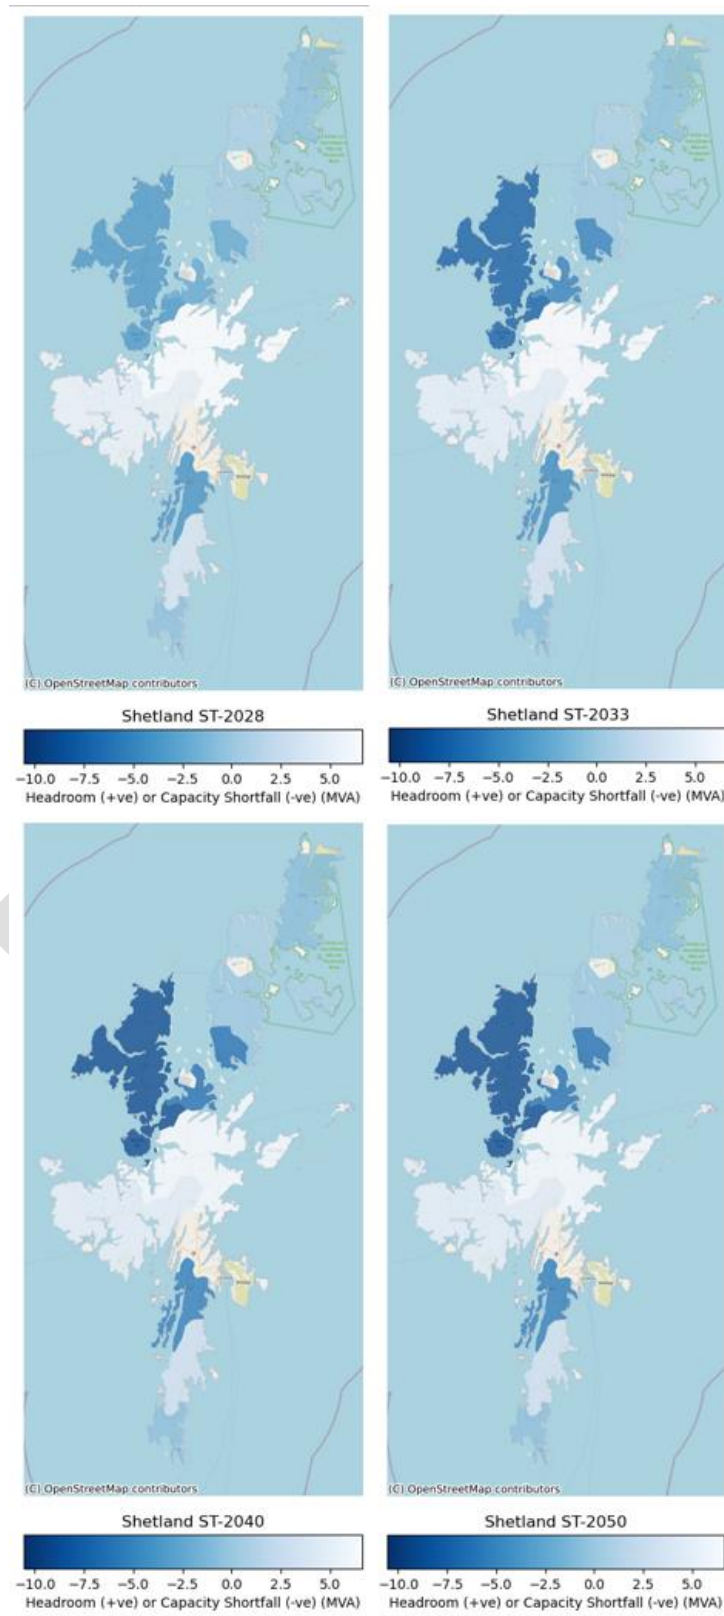 (C) OpenStreetMap contributors
Shetland ST-2028
-10.0 -7.5 -5.0 -2.5 0.0 2.5 5.0
Headroom (+ve) or Capacity Shortfall (-ve) (MVA)
(C) OpenStreetMap contributors
Shetland ST-2033
-10.0 -7.5 -5.0 -2.5 0.0 2.5 5.0
Headroom (+ve) or Capacity Shortfall (-ve) (MVA)
(C) OpenStreetMap contributors
Shetland ST-2040
-10.0 -7.5 -5.0 -2.5 0.0 2.5 5.0
Headroom (+ve) or Capacity Shortfall (-ve) (MVA)
(C) OpenStreetMap contributors
Shetland ST-2050
-10.0 -7.5 -5.0 -2.5 0.0 2.5 5.0
Headroom (+ve) or Capacity Shortfall (-ve) (MVA)